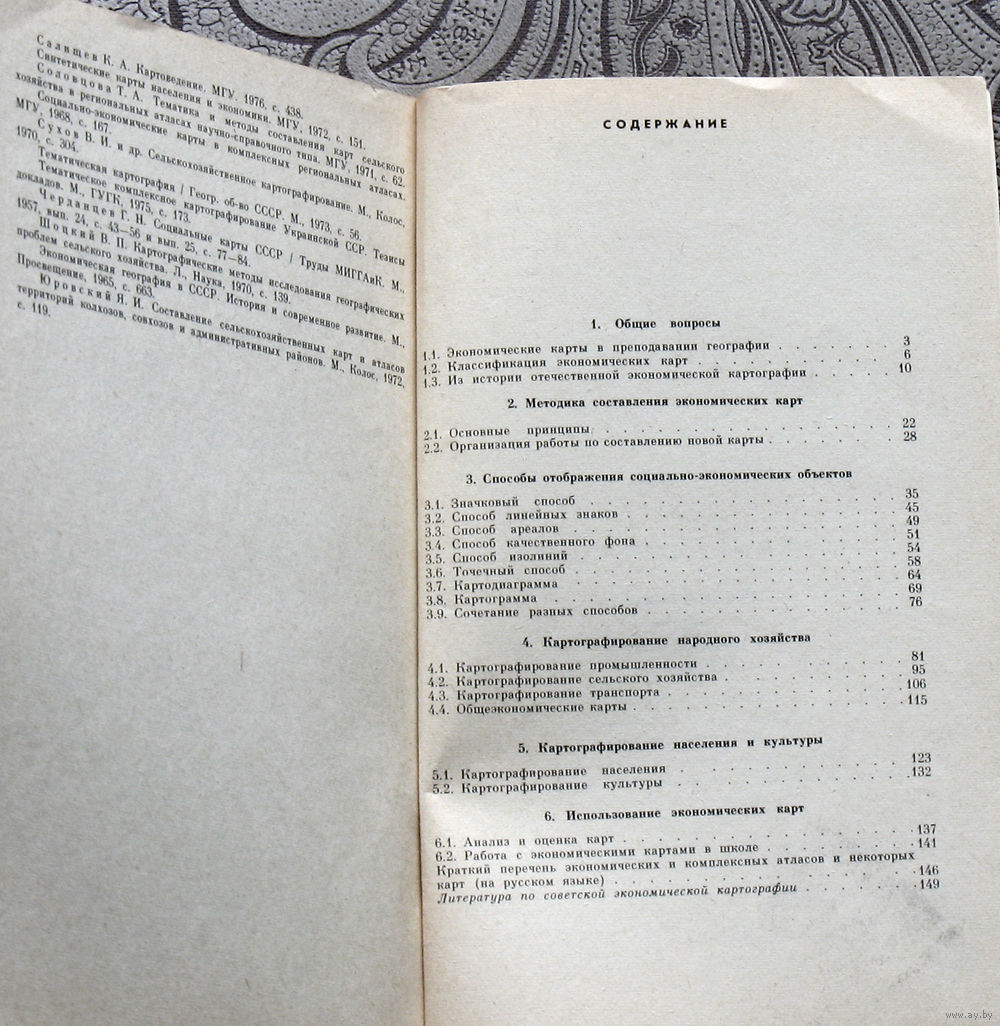 Салищев К. А. Картоведение. МГУ, 1976, с. 438.
Синтетические карты населения и экономики. МГУ, 1972, с. 151.
Соловцова Т. А. Тематика и методы составления карт сельского
хозяйства в региональных атласах научно-справочного типа. МГУ, 1971, с. 62.
Социально-экономические карты в комплексных региональных атласах.
МГУ, 1968, с. 167.
Сухов В. И. и др. Сельскохозяйственное картографирование. М., Колос,
1970, с. 304.
Тематическая картография / Геогр. об-во СССР. М., 1973, с. 56.
Тематическое комплексное картографирование Украинской ССР. Тезисы
докладов. М., ГУГК, 1975, с. 173.
Черданцев Г. Н. Социальные карты СССР / Труды МИГГАиК. М.,
1957, вып. 24, с. 43—56 и вып. 25, с. 77—84.
Шоцкий В. П. Картографические методы исследования географических
проблем сельского хозяйства. Л., Наука, 1970, с. 139.
Экономическая география в СССР. История и современное развитие. М.,
Просвещение, 1965, с. 663.
Юровский Я. И. Составление сельскохозяйственных карт и атласов
территорий колхозов, совхозов и административных районов. М., Колос, 1972,
с. 119.
СОДЕРЖАНИЕ
1. Общие вопросы
1.1. Экономические карты в преподавании географии . . . . . . . 3
1.2. Классификация экономических карт . . . . . . . . . . 6
1.3. Из истории отечественной экономической картографии . . . . . 10
2. Методика составления экономических карт
2.1. Основные принципы . . . . . . . . . . . . . . 22
2.2. Организация работы по составлению новой карты . . . . . . . 28
3. Способы отображения социально-экономических объектов
3.1. Значковый способ . . . . . . . . . . . . . . 35
3.2. Способ линейных знаков . . . . . . . . . . . . 45
3.3. Способ ареалов . . . . . . . . . . . . . . 49
3.4. Способ качественного фона . . . . . . . . . . . . 51
3.5. Способ изолиний . . . . . . . . . . . . . . 54
3.6. Точечный способ . . . . . . . . . . . . . . 58
3.7. Картодиаграмма . . . . . . . . . . . . . . 64
3.8. Картограмма . . . . . . . . . . . . . . . 69
3.9. Сочетание разных способов . . . . . . . . . . . . 76
4. Картографирование народного хозяйства
4.1. Картографирование промышленности . . . . . . . . . 81
4.2. Картографирование сельского хозяйства . . . . . . . . . 95
4.3. Картографирование транспорта . . . . . . . . . . . 106
4.4. Общеэкономические карты . . . . . . . . . . . . 115
5. Картографирование населения и культуры
5.1. Картографирование населения . . . . . . . . . . . 123
5.2. Картографирование культуры . . . . . . . . . . . 132
6. Использование экономических карт
6.1. Анализ и оценка карт . . . . . . . . . . . . . 137
6.2. Работа с экономическими картами в школе . . . . . . . 141
Краткий перечень экономических и комплексных атласов и некоторых
карт (на русском языке) . . . . . . . . . . . . . 146
Литература по советской экономической картографии . . . . . . 149
www.ay.by